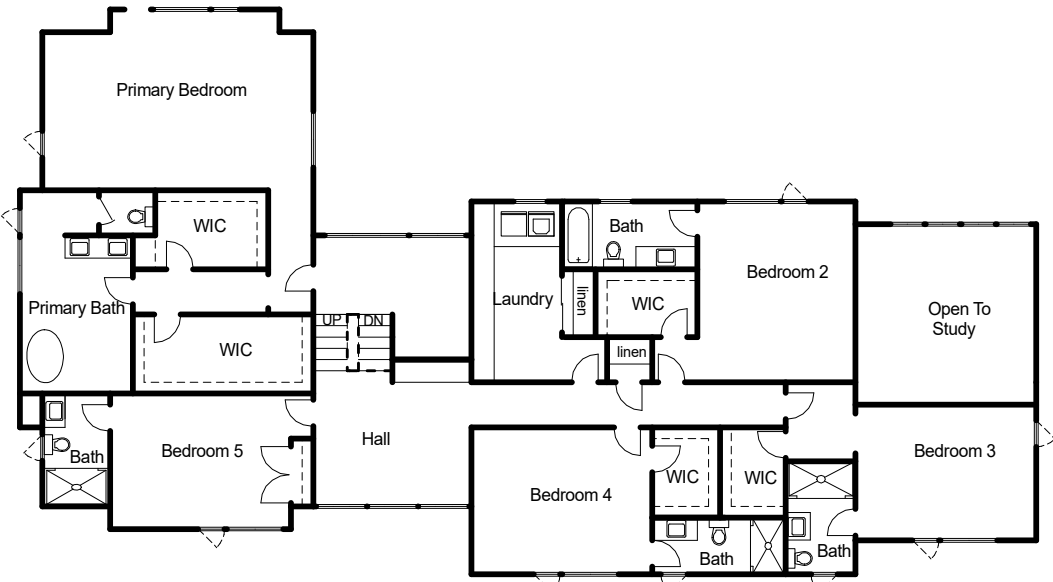 Primary Bedroom
WIC
Bath
Bedroom 2
Laundry
linen
WIC
Primary Bath
Open To
Study
UP
DN
WIC
linen
Hall
Bedroom 5
Bath
Bedroom 3
WIC
WIC
Bedroom 4
Bath
Bath